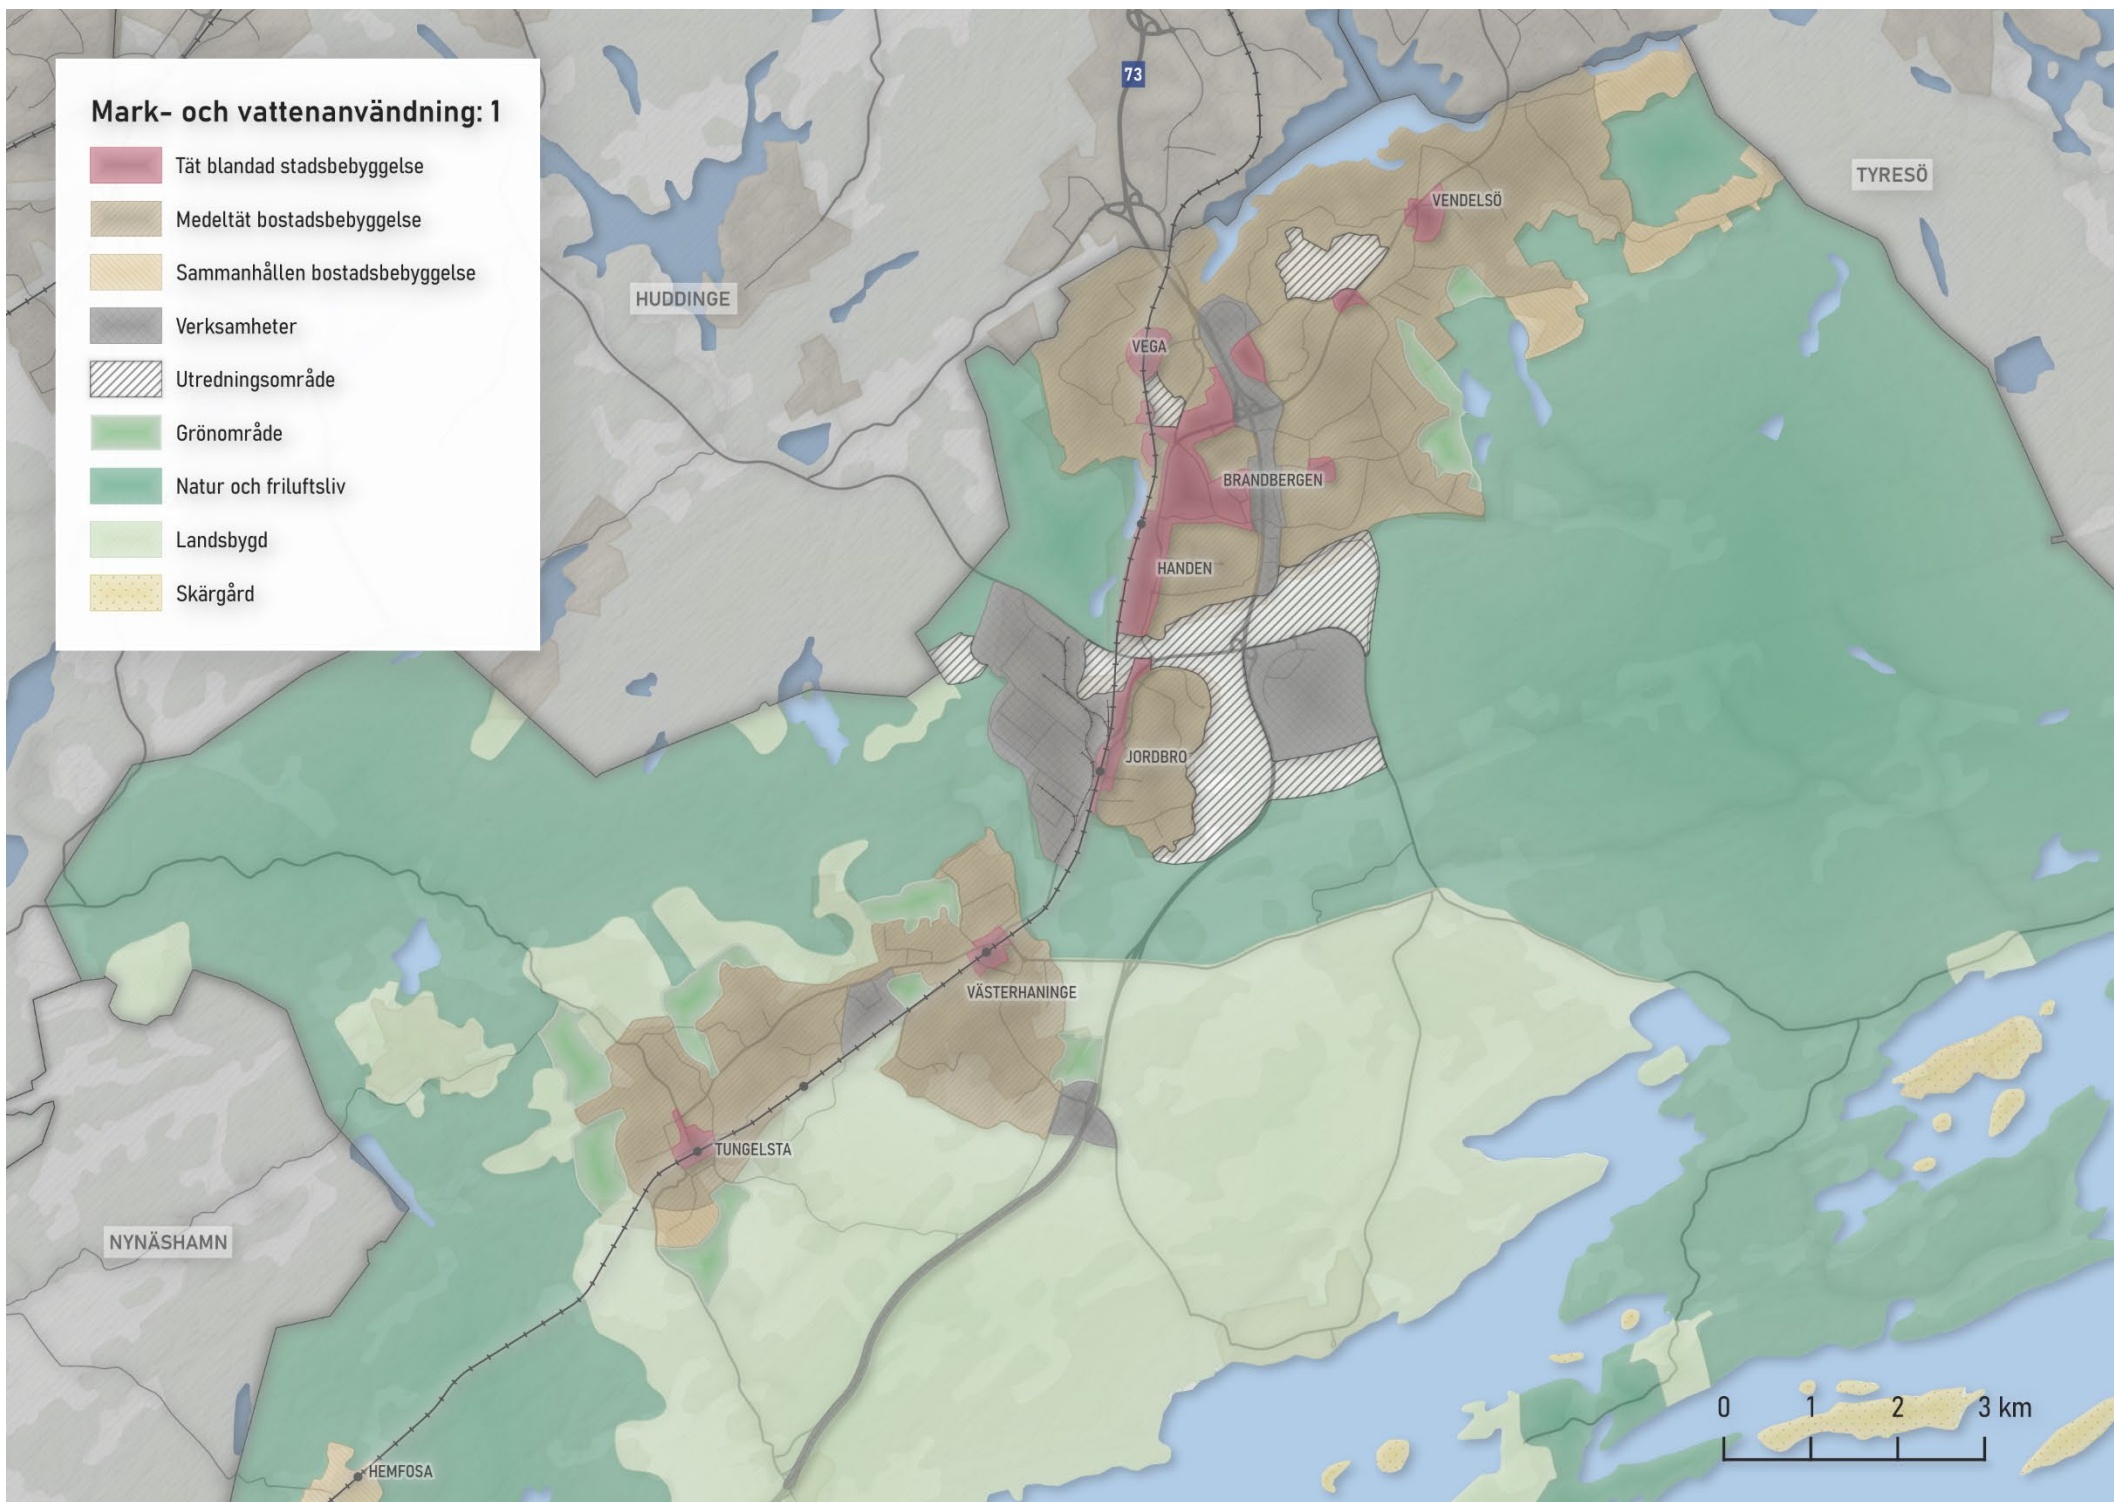 Mark- och vattenanvändning: 1
Tät blandad stadsbebyggelse
Medeltät bostadsbebyggelse
Sammanhållen bostadsbebyggelse
Verksamheter
Utredningsområde
Grönområde
Natur och friluftsliv
Landsbygd
Skärgård
73
TYRESÖ
VENDELSÖ
HUDDINGE
VEGA
BRANDBERGEN
HANDEN
JORDBRO
VÄSTERHANINGE
TUNGELSTA
NYNÄSHAMN
HEMFOSA
0 1 2 3 km